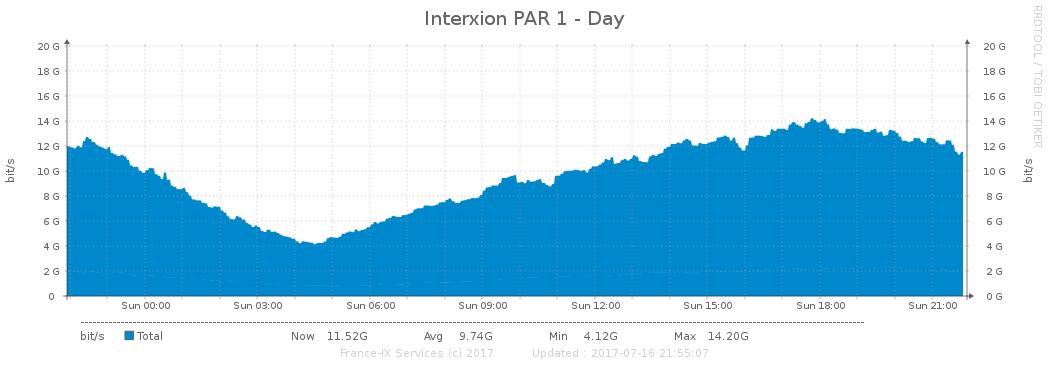 Interxion PAR 1 - Day
RRDTOOL / TOBI OETIKER
20 G 20 G
18 G 18 G
16 G 16 G
14 G 14 G
12 G 12 G
10 G 10 G
8 G 8 G
6 G 6 G
4 G 4 G
2 G 2 G
0 0 G
bit/s
bit/s
Sun 00:00 Sun 03:00 Sun 06:00 Sun 09:00 Sun 12:00 Sun 15:00 Sun 18:00 Sun 21:00
bit/s Total Now 11.52G Avg 9.74G Min 4.12G Max 14.20G
France-IX Services (c) 2017 Updated : 2017-07-16 21:55:07